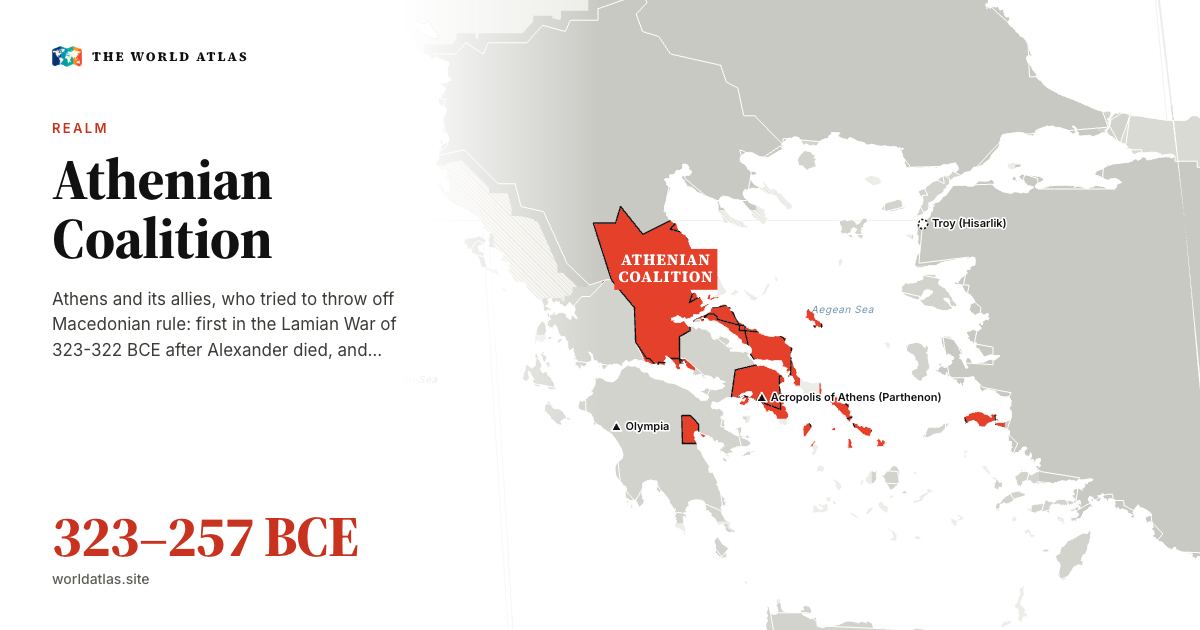 THE WORLD ATLAS
REALM
Athenian
Coalition
Athens and its allies, who tried to throw off
Macedonian rule: first in the Lamian War of
323-322 BCE after Alexander died, and...
323–257 BCE
worldatlas.site
Troy (Hisarlik)
ATHENIAN
COALITION
Aegean Sea
Sea
Acropolis of Athens (Parthenon)
Olympia